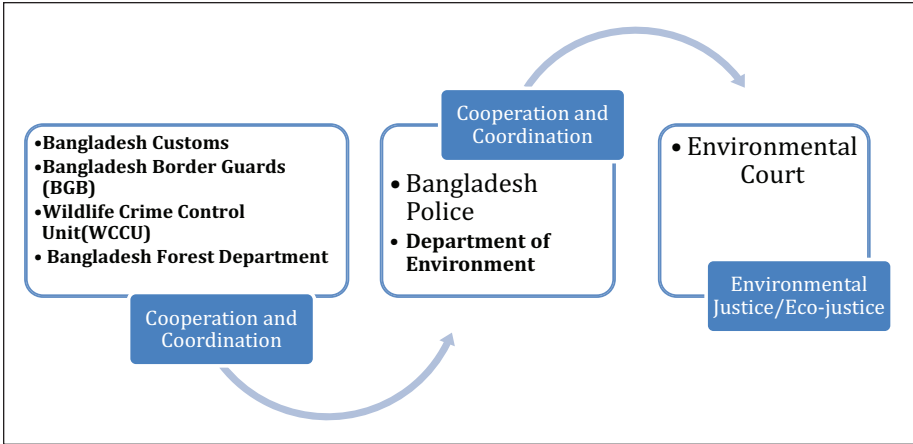 •Bangladesh Customs
•Bangladesh Border Guards
(BGB)
•Wildlife Crime Control
Unit(WCCU)
• Bangladesh Forest Department
Cooperation and
Coordination
Cooperation and
Coordination
• Bangladesh
Police
• Department of
Environment
• Environmental
Court
Environmental
Justice/Eco-justice